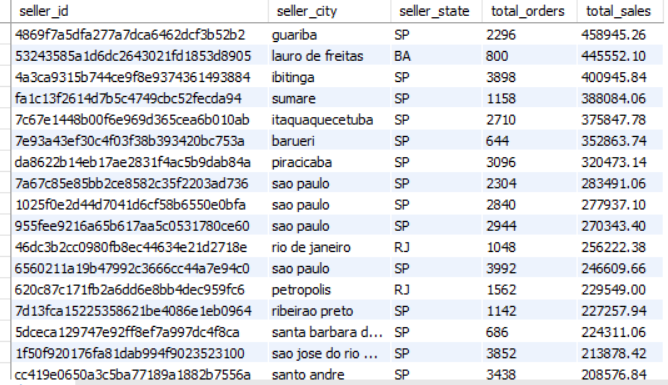 seller_id seller_city seller_state total_orders total_sales
4869f7a5dfa277a7dca6462dcf3b52b2 guariba SP 2296 458945.26
53243585a1d6dc2643021fd1853d8905 lauro de freitas BA 800 445552.10
4a3ca9315b744ce9f8e9374361493884 ibitinga SP 3898 400945.84
fa1c13f2614d7b5c4749cbc52fecda94 sumare SP 1158 388084.06
7c67e1448b00f6e969d365cea6b010ab itaquaquecetuba SP 2710 375847.78
7e93a43ef30c4f03f38b393420bc753a barueri SP 644 352863.74
da8622b14eb17ae2831f4ac5b9dab84a piracicaba SP 3096 320473.14
7a67c85e85bb2ce8582c35f2203ad736 sao paulo SP 2304 283491.06
1025f0e2d44d7041d6cf58b6550e0bfa sao paulo SP 2840 277937.10
955fee9216a65b617aa5c0531780ce60 sao paulo SP 2944 270343.40
46dc3b2cc0980fb8ec44634e21d2718e rio de janeiro RJ 1048 256222.38
6560211a19b47992c3666cc44a7e94c0 sao paulo SP 3992 246609.66
620c87c171fb2a6dd6e8bb4dec959fc6 petropolis RJ 1562 229549.00
7d13fca15225358621be4086e1eb0964 ribeirao preto SP 1142 227257.94
5dceca129747e92ff8ef7a997dc4f8ca santa barbara d... SP 686 224311.06
1f50f920176fa81dab994f9023523100 sao jose do rio ... SP 3852 213878.42
cc419e0650a3c5ba77189a1882b7556a santo andre SP 3438 208576.84